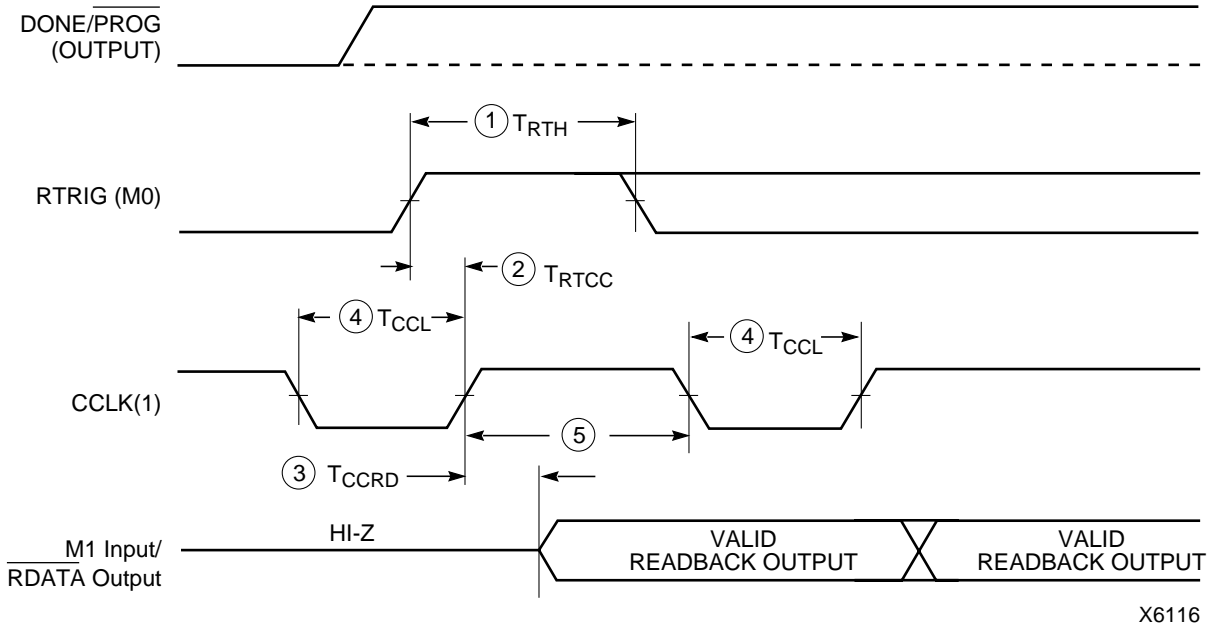 DONE/PROG
(OUTPUT)
1 TRTH
RTRIG (M0)
2 TRTCC
4 TCCL
4 TCCL
CCLK(1)
5
3 TCCRD
HI-Z
M1 Input/
RDATA Output
VALID
READBACK OUTPUT
VALID
READBACK OUTPUT
X6116